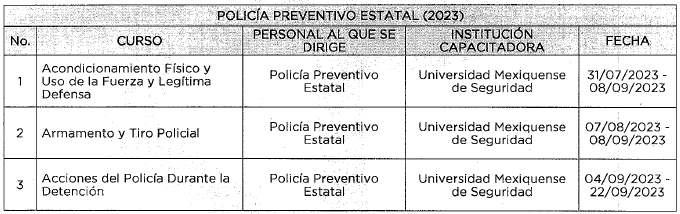 POLICÍA PREVENTIVO ESTATAL (2023)
No. CURSO PERSONAL AL QUE SE DIRIGE INSTITUCIÓN CAPACITADORA FECHA
1 Acondicionamiento Físico y Uso de la Fuerza y Legítima Defensa Policía Preventivo Estatal Universidad Mexiquense de Seguridad 31/07/2023 - 08/09/2023
2 Armamento y Tiro Policial Policía Preventivo Estatal Universidad Mexiquense de Seguridad 07/08/2023 - 08/09/2023
3 Acciones del Policía Durante la Detención Policía Preventivo Estatal Universidad Mexiquense de Seguridad 04/09/2023 - 22/09/2023